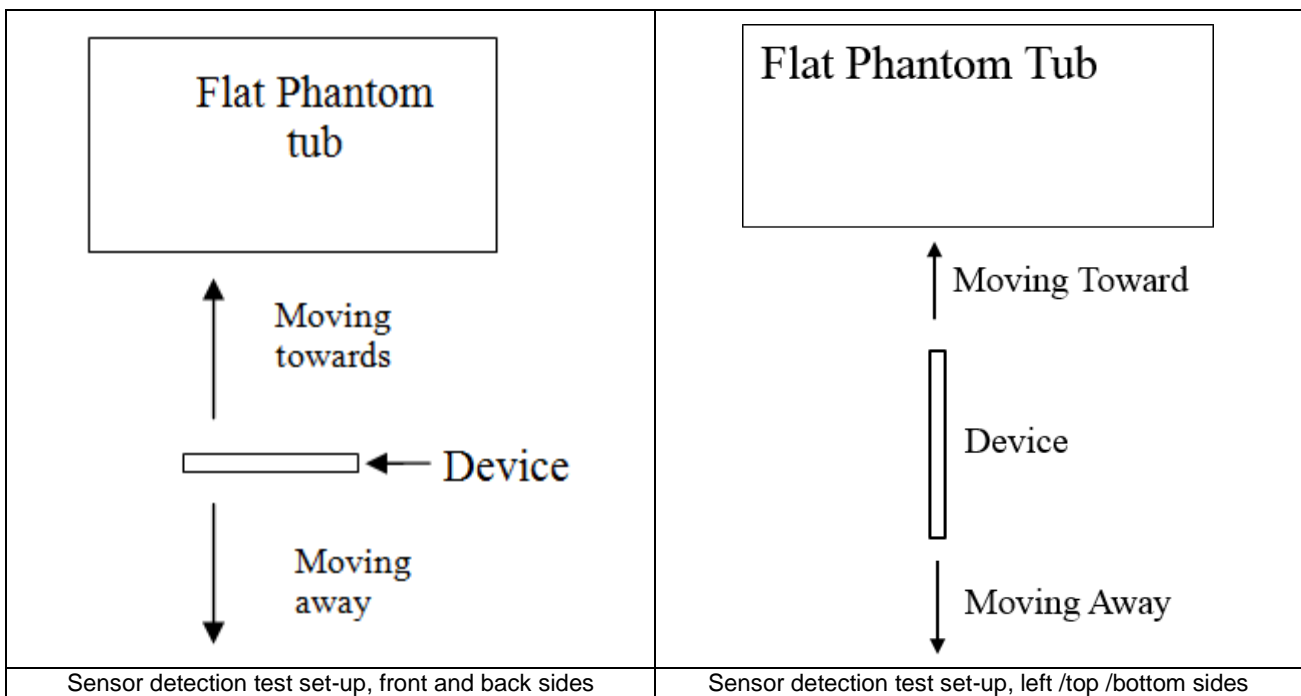 Flat Phantom
tub
Moving
towards
Device
Moving
away
Sensor detection test set-up, front and back sides
Flat Phantom Tub
Moving Toward
Device
Moving Away
Sensor detection test set-up, left /top /bottom sides